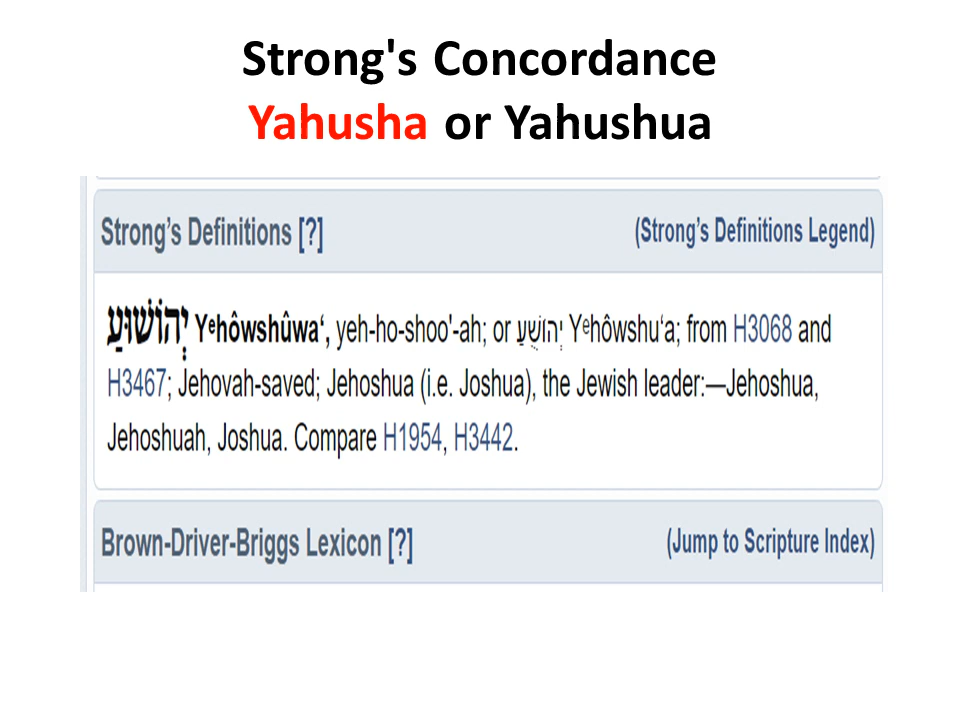 Strong's Concordance
Yahusha or Yahushua
Strong’s Definitions [?] (Strong’s Definitions Legend)
יְהוֹשׁוּעַ Yᵉhôwshûwaʻ, yeh-ho-shoo'-ah; or יְהוֹשֻׁעַ Yᵉhôwshuʻa; from H3068 and
H3467; Jehovah-saved; Jehoshua (i.e. Joshua), the Jewish leader:—Jehoshua,
Jehoshuah, Joshua. Compare H1954, H3442.
Brown-Driver-Briggs Lexicon [?] (Jump to Scripture Index)